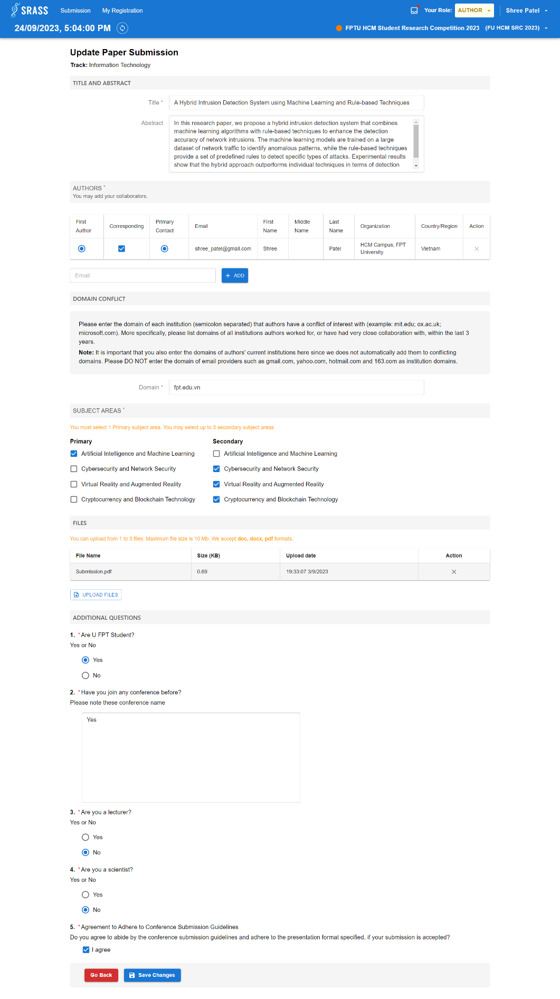 SRASS Submission My Registration Your Role: AUTHOR Shree Patel
24/09/2023, 5:04:00 PM FPTU HCM Student Research Competition 2023 (FU HCM SRC 2023)
Update Paper Submission
Track: Information Technology
TITLE AND ABSTRACT
Title * A Hybrid Intrusion Detection System using Machine Learning and Rule-based Techniques
Abstract In this research paper, we propose a hybrid intrusion detection system that combines
machine learning algorithms with rule-based techniques to enhance the detection
accuracy of network intrusions. The machine learning models are trained on a large
dataset of network traffic to identify anomalous patterns, while the rule-based techniques
provide a set of predefined rules to detect specific types of attacks. Experimental results
show that the hybrid approach outperforms individual techniques in terms of detection
AUTHORS *
You may add your collaborators.
First Author Corresponding Primary Contact Email First Name Middle Name Last Name Organization Country/Region Action
shree_patel@gmail.com Shree Patel HCM Campus, FPT University Vietnam
Email + ADD
DOMAIN CONFLICT
Please enter the domain of each institution (semicolon separated) that authors have a conflict of interest with (example: mit.edu; ox.ac.uk;
microsoft.com). More specifically, please list domains of all institutions authors worked for, or have had very close collaboration with, within the last 3
years.
Note: It is important that you also enter the domains of authors' current institutions here since we does not automatically add them to conflicting
domains. Please DO NOT enter the domain of email providers such as gmail.com, yahoo.com, hotmail.com and 163.com as institution domains.
Domain * fpt.edu.vn
SUBJECT AREAS *
You must select 1 Primary subject area. You may select up to 3 secondary subject areas
Primary Secondary
Artificial Intelligence and Machine Learning Artificial Intelligence and Machine Learning
Cybersecurity and Network Security Cybersecurity and Network Security
Virtual Reality and Augmented Reality Virtual Reality and Augmented Reality
Cryptocurrency and Blockchain Technology Cryptocurrency and Blockchain Technology
FILES
You can upload from 1 to 3 files. Maximum file size is 10 Mb. We accept doc, docx, pdf formats.
File Name Size (KB) Upload date Action
Submission.pdf 0.69 19:33:07 3/9/2023
UPLOAD FILES
ADDITIONAL QUESTIONS
1. * Are U FPT Student?
Yes or No
Yes
No
2. * Have you join any conference before?
Please note these conference name
Yes
3. * Are you a lecturer?
Yes or No
Yes
No
4. * Are you a scientist?
Yes or No
Yes
No
5. * Agreement to Adhere to Conference Submission Guidelines
Do you agree to abide by the conference submission guidelines and adhere to the presentation format specified, if your submission is accepted?
I agree
Go Back Save Changes